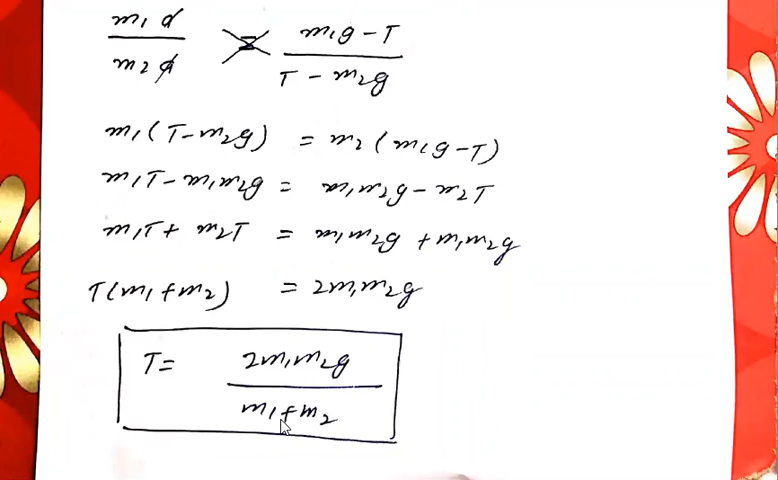 m1 a / m2 a = m1g - T / T - m2g
m1(T-m2g) = m2(m1g-T)
m1T-m1m2g = m1m2g-m2T
m1T+ m2T = m1m2g +m1m2g
T(m1+m2) = 2m1m2g
T= 2m1m2g / m1+m2